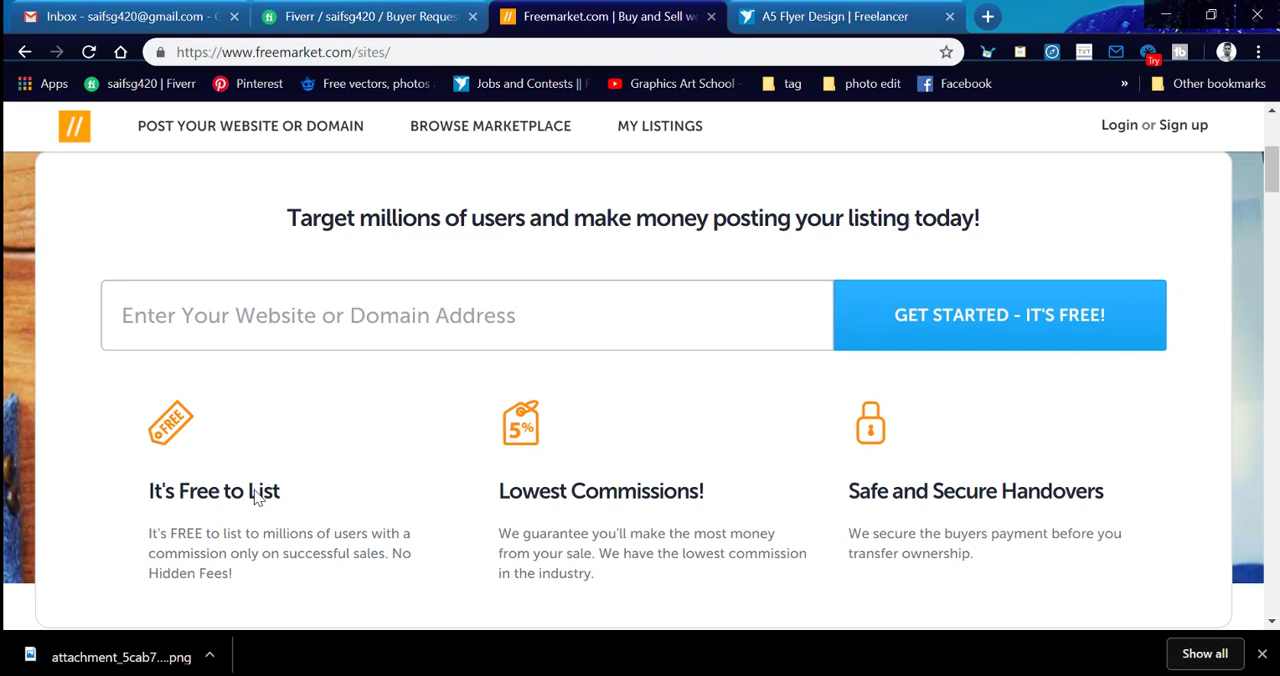 Inbox - saifsg420@gmail.com - G
Fiverr / saifsg420 / Buyer Reques
Freemarket.com | Buy and Sell we
A5 Flyer Design | Freelancer
https://www.freemarket.com/sites/
TXT
Try
Apps
saifsg420 | Fiverr
Pinterest
Free vectors, photos
Jobs and Contests ||
Graphics Art School -
tag
photo edit
Facebook
»
Other bookmarks
//
POST YOUR WEBSITE OR DOMAIN
BROWSE MARKETPLACE
MY LISTINGS
Login or Sign up
Target millions of users and make money posting your listing today!
Enter Your Website or Domain Address
GET STARTED - IT'S FREE!
FREE
5%
It's Free to List
Lowest Commissions!
Safe and Secure Handovers
It's FREE to list to millions of users with a
commission only on successful sales. No
Hidden Fees!
We guarantee you'll make the most money
from your sale. We have the lowest commission
in the industry.
We secure the buyers payment before you
transfer ownership.
attachment_5cab7....png
Show all